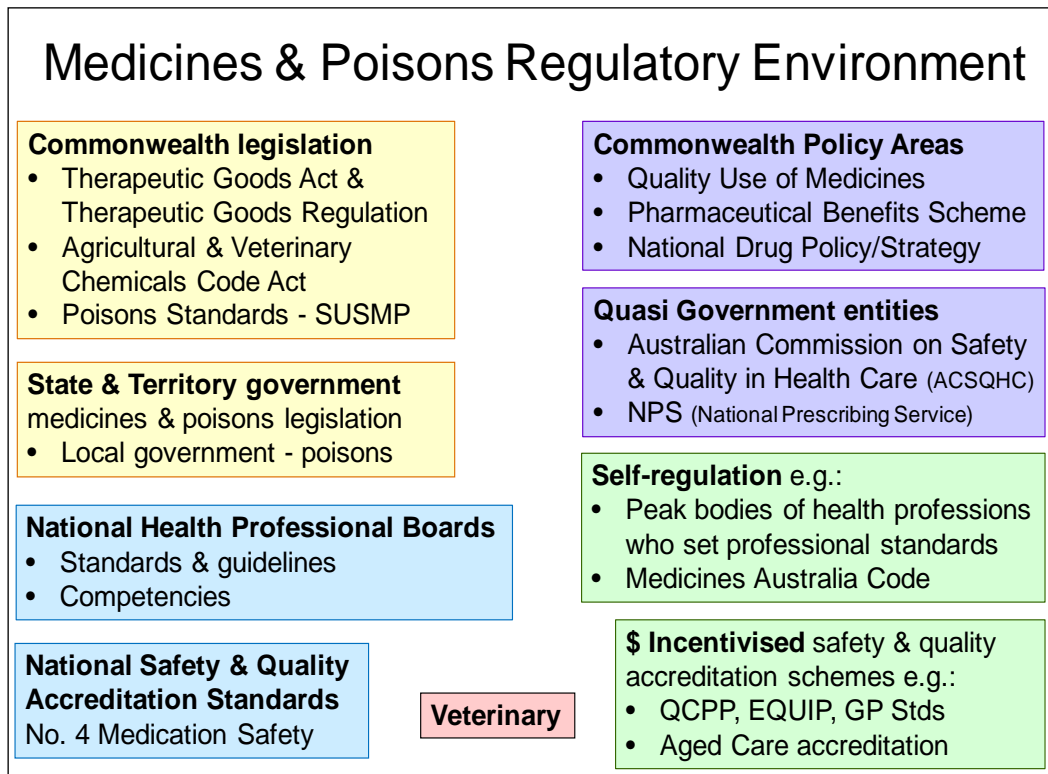 Medicines & Poisons Regulatory Environment
Commonwealth legislation
• Therapeutic Goods Act &
Therapeutic Goods Regulation
• Agricultural & Veterinary
Chemicals Code Act
• Poisons Standards - SUSMP
State & Territory government
medicines & poisons legislation
• Local government - poisons
National Health Professional Boards
• Standards & guidelines
• Competencies
National Safety & Quality
Accreditation Standards
No. 4 Medication Safety
Veterinary
Commonwealth Policy Areas
• Quality Use of Medicines
• Pharmaceutical Benefits Scheme
• National Drug Policy/Strategy
Quasi Government entities
• Australian Commission on Safety
& Quality in Health Care (ACSQHC)
• NPS (National Prescribing Service)
Self-regulation e.g.:
• Peak bodies of health professions
who set professional standards
• Medicines Australia Code
$ Incentivised safety & quality
accreditation schemes e.g.:
• QCPP, EQUIP, GP Stds
• Aged Care accreditation